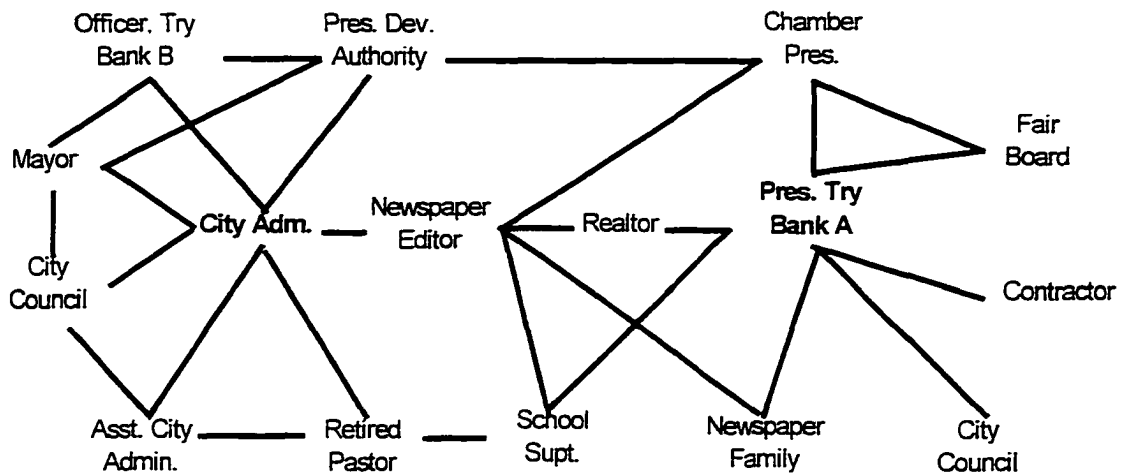 Officer, Try
Bank B
Pres. Dev.
Authority
Chamber
Pres.
Mayor
Fair
Board
City Adm.
Newspaper
Editor
Realtor
Pres. Try
Bank A
City
Council
Contractor
Asst. City
Admin.
Retired
Pastor
School
Supt.
Newspaper
Family
City
Council